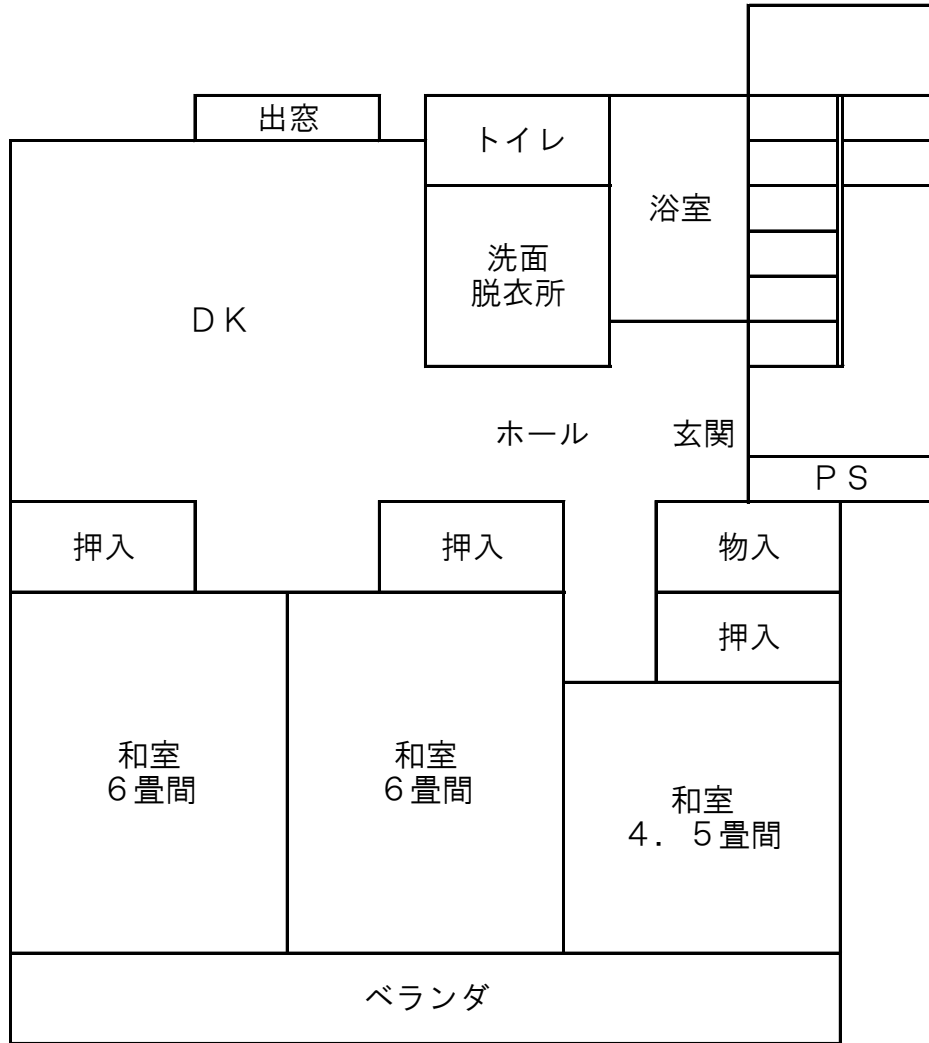 出窓
トイレ
浴室
洗面
脱衣所
ＤＫ
ホール
玄関
ＰＳ
押入
押入
物入
押入
和室
６畳間
和室
６畳間
和室
４．５畳間
ベランダ